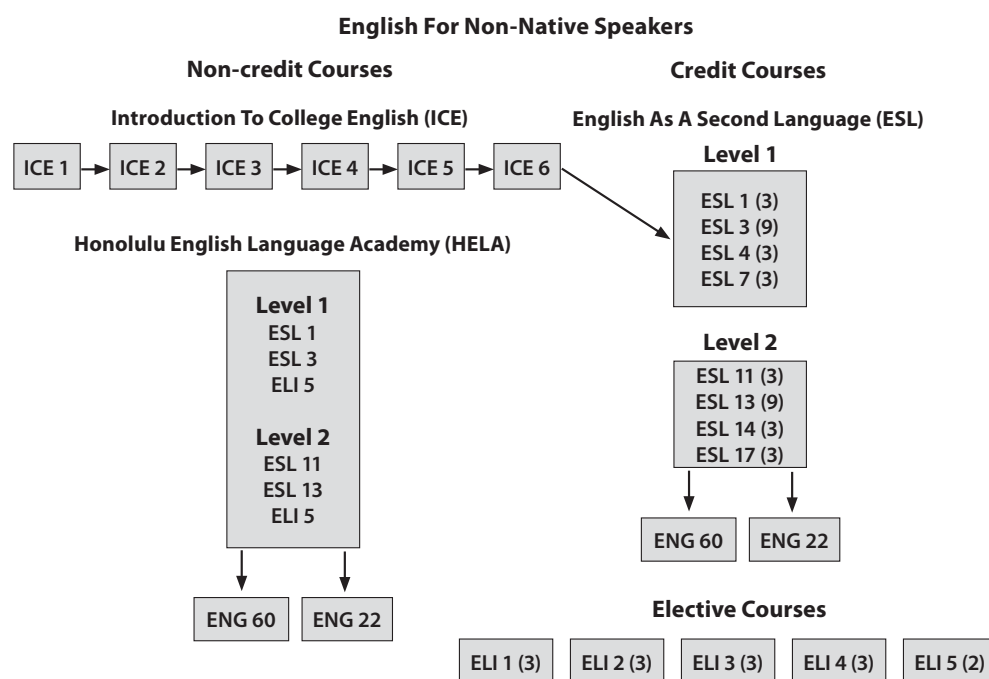 English For Non-Native Speakers
Non-credit Courses
Introduction To College English (ICE)
ICE 1
ICE 2
ICE 3
ICE 4
ICE 5
ICE 6
Honolulu English Language Academy (HELA)
Level 1
ESL 1
ESL 3
ELI 5
Level 2
ESL 11
ESL 13
ELI 5
ENG 60
ENG 22
Credit Courses
English As A Second Language (ESL)
Level 1
ESL 1 (3)
ESL 3 (9)
ESL 4 (3)
ESL 7 (3)
Level 2
ESL 11 (3)
ESL 13 (9)
ESL 14 (3)
ESL 17 (3)
ENG 60
ENG 22
Elective Courses
ELI 1 (3)
ELI 2 (3)
ELI 3 (3)
ELI 4 (3)
ELI 5 (2)